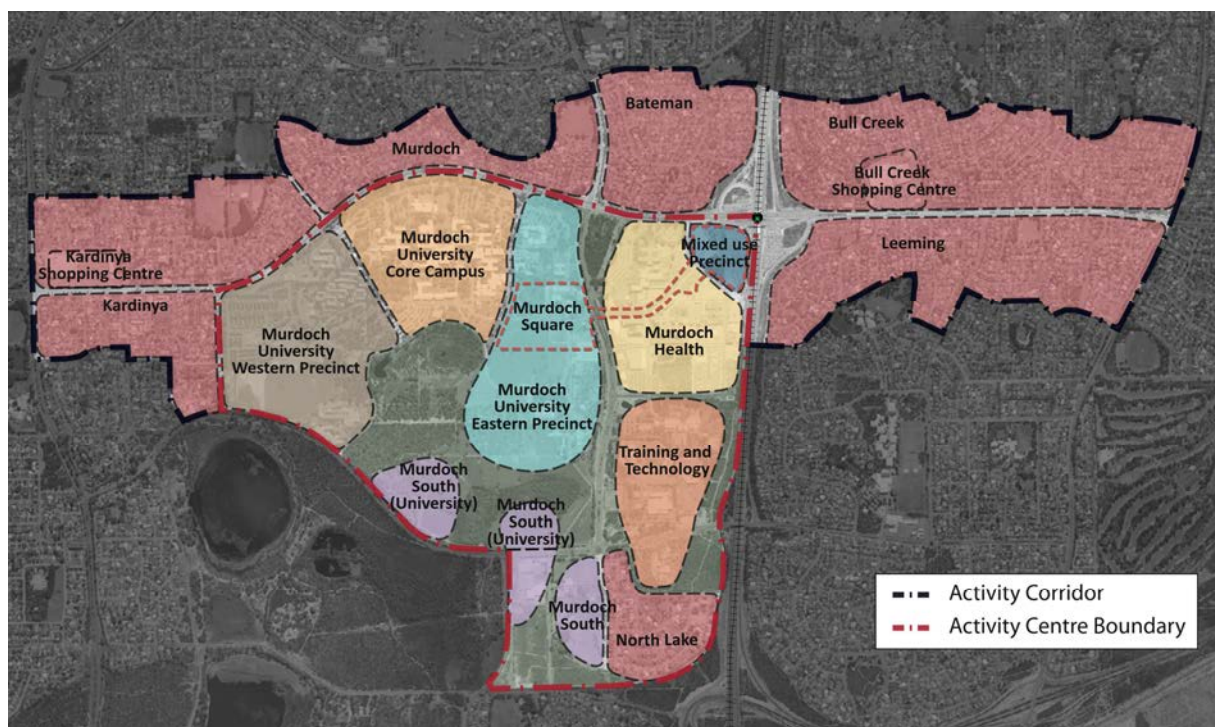 Bateman
Bull Creek
Murdoch
Bull Creek
Shopping Centre
Murdoch
University
Core Campus
Mixed use
Precinct
Leeming
Kardinya
Shopping Centre
Kardinya
Murdoch
Square
Murdoch
University
Western Precinct
Murdoch
Health
Murdoch
University
Eastern Precinct
Training and
Technology
Murdoch
South
(University)
Murdoch
South
(University)
Murdoch
South
North Lake
Activity Corridor
Activity Centre Boundary